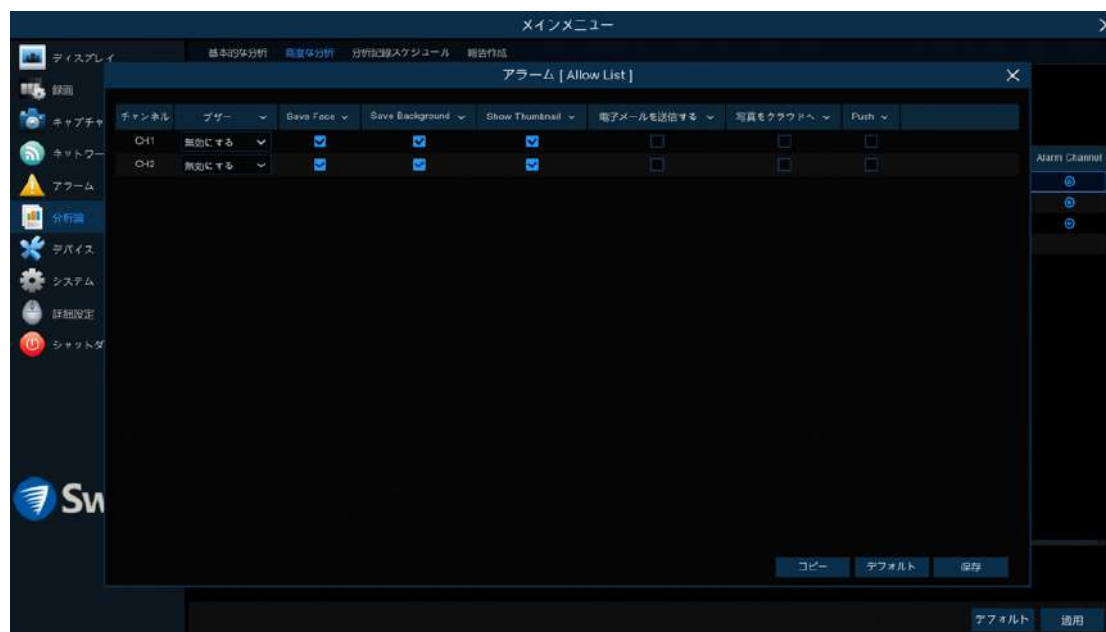 メインメニュー
ディスプレイ
基本的な分析 高度な分析 分析記録スケジュール 報告作成
アラーム [ Allow List ]
録画
キャプチャ
チャンネル ブザー Save Face Save Background Show Thumbnail 電子メールを送信する 写真をクラウドへ Push
CH1 無効にする
ネットワー
Alarm Channel
CH2 無効にする
アラーム
分析論
デバイス
システム
詳細設定
シャットダ
Sw
コピー デフォルト 保存
デフォルト 適用